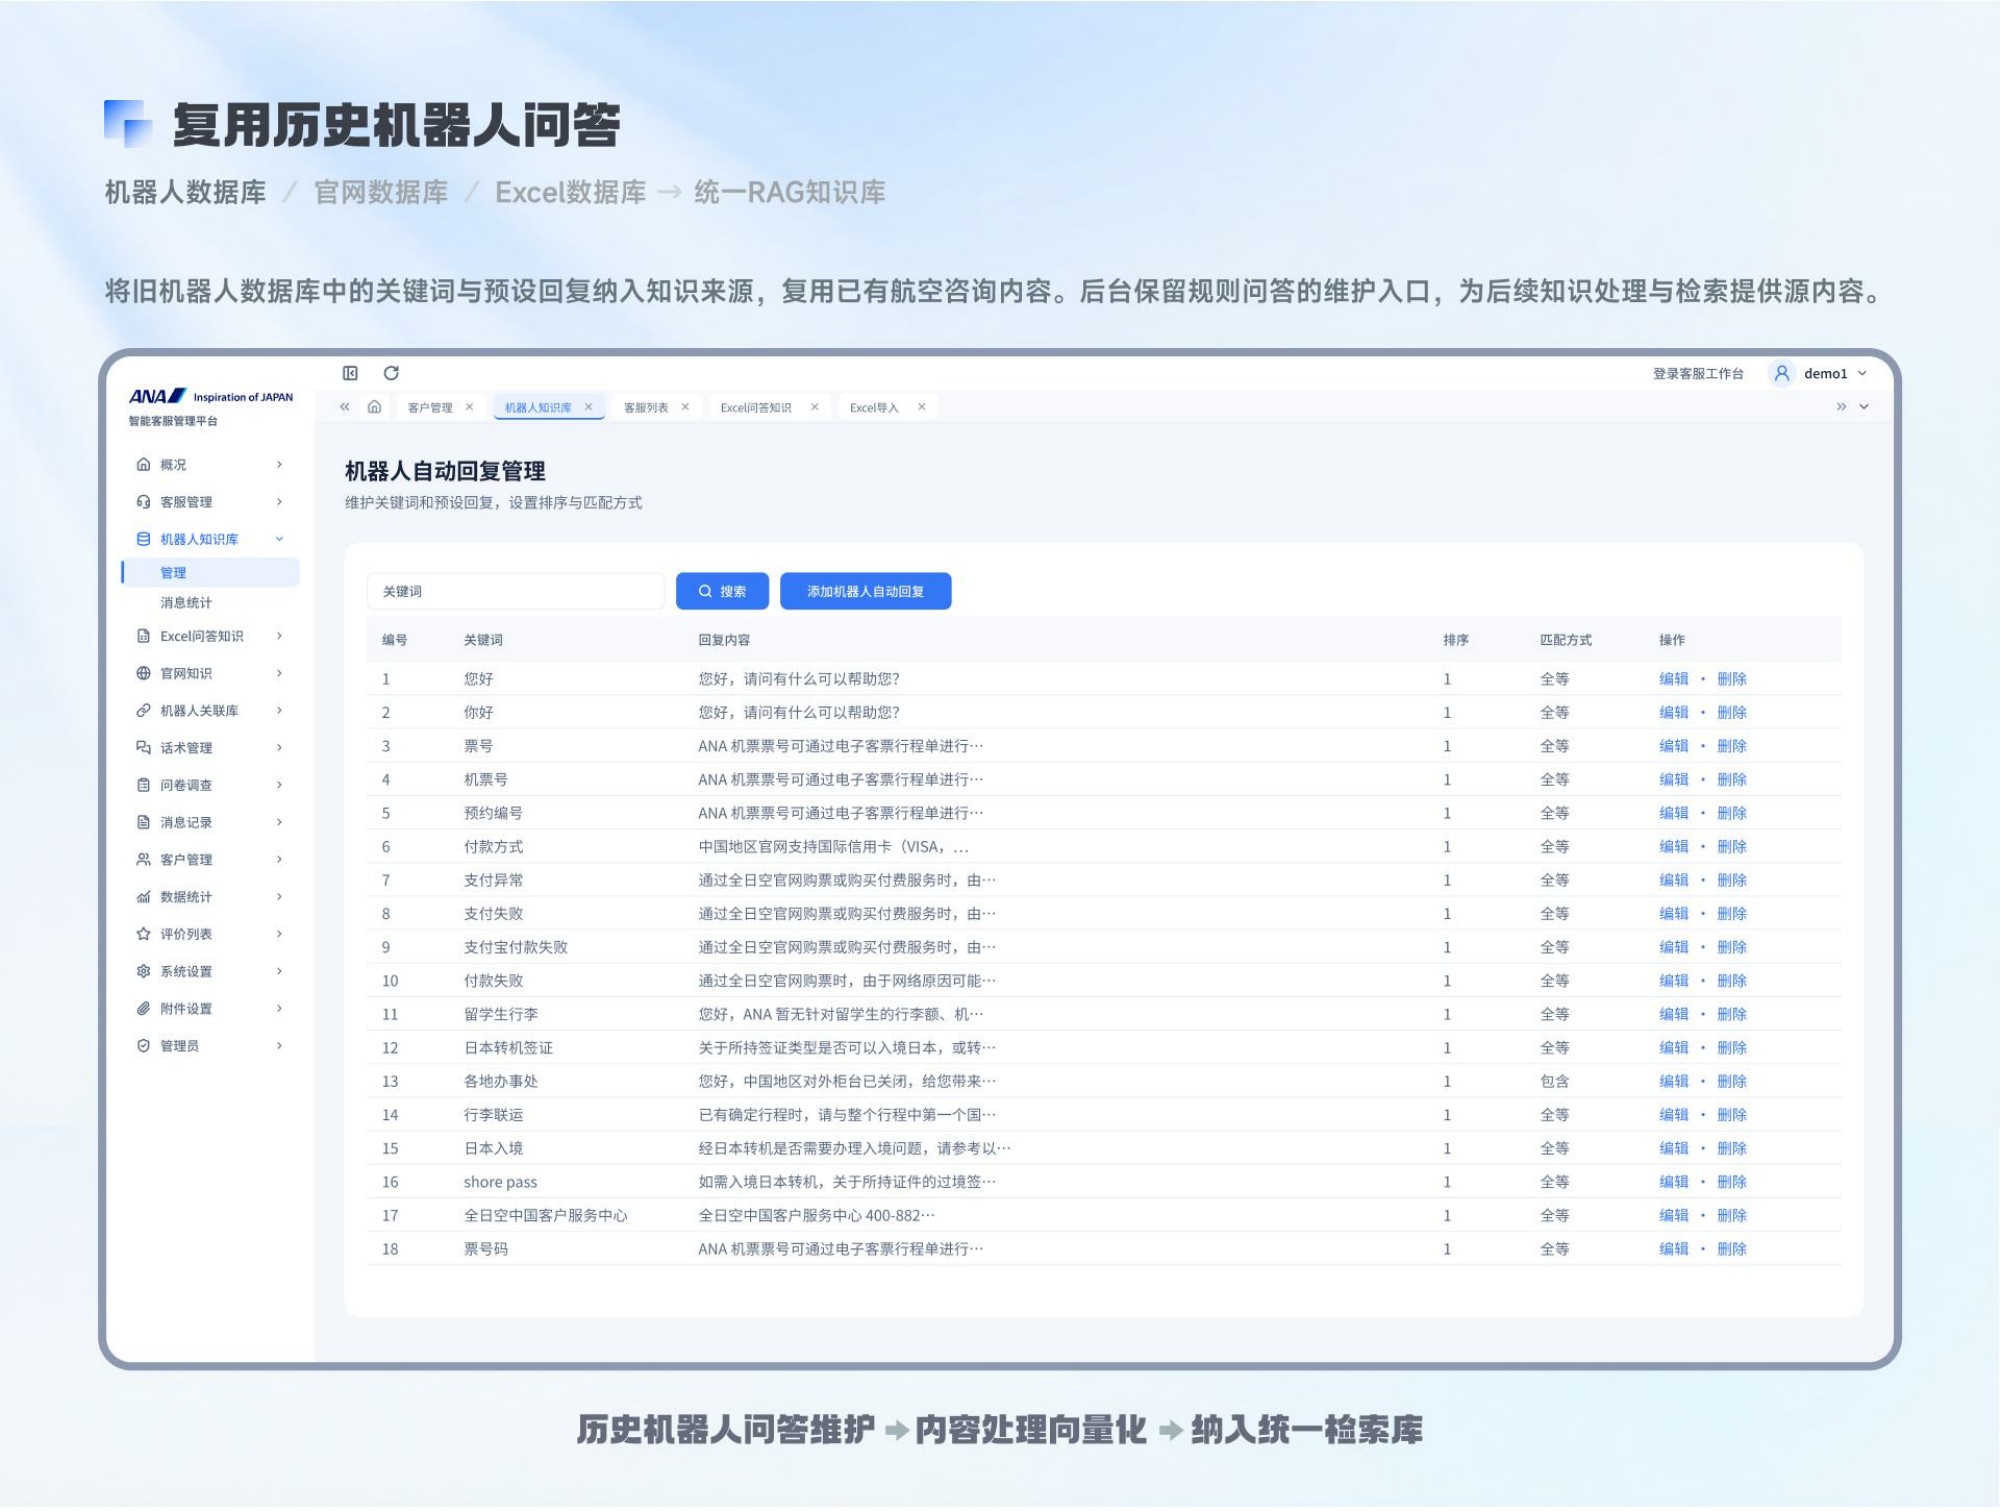 复用历史机器人问答
机器人数据库 / 官网数据库 / Excel数据库 → 统一RAG知识库
将旧机器人数据库中的关键词与预设回复纳入知识来源，复用已有航空咨询内容。后台保留规则问答的维护入口，为后续知识处理与检索提供源内容。
ANA Inspiration of JAPAN
智能客服管理平台
登录客服工作台 demo1
客户管理 × 机器人知识库 × 客服列表 × Excel问答知识 × Excel导入 ×
概况
客服管理
机器人知识库
管理
消息统计
Excel问答知识
官网知识
机器人关联库
话术管理
问卷调查
消息记录
客户管理
数据统计
评价列表
系统设置
附件设置
管理员
机器人自动回复管理
维护关键词和预设回复，设置排序与匹配方式
关键词 搜索 添加机器人自动回复
编号 关键词 回复内容 排序 匹配方式 操作
1 您好 您好，请问有什么可以帮助您？ 1 全等 编辑 · 删除
2 你好 您好，请问有什么可以帮助您？ 1 全等 编辑 · 删除
3 票号 ANA 机票票号可通过电子客票行程单进行… 1 全等 编辑 · 删除
4 机票号 ANA 机票票号可通过电子客票行程单进行… 1 全等 编辑 · 删除
5 预约编号 ANA 机票票号可通过电子客票行程单进行… 1 全等 编辑 · 删除
6 付款方式 中国地区官网支持国际信用卡（VISA，... 1 全等 编辑 · 删除
7 支付异常 通过全日空官网购票或购买付费服务时，由… 1 全等 编辑 · 删除
8 支付失败 通过全日空官网购票或购买付费服务时，由… 1 全等 编辑 · 删除
9 支付宝付款失败 通过全日空官网购票或购买付费服务时，由… 1 全等 编辑 · 删除
10 付款失败 通过全日空官网购票时，由于网络原因可能… 1 全等 编辑 · 删除
11 留学生行李 您好，ANA 暂无针对留学生的行李额、机… 1 全等 编辑 · 删除
12 日本转机签证 关于所持签证类型是否可以入境日本，或转… 1 全等 编辑 · 删除
13 各地办事处 您好，中国地区对外柜台已关闭，给您带来… 1 包含 编辑 · 删除
14 行李联运 已有确定行程时，请与整个行程中第一个国… 1 全等 编辑 · 删除
15 日本入境 经日本转机是否需要办理入境问题，请参考以… 1 全等 编辑 · 删除
16 shore pass 如需入境日本转机，关于所持证件的过境签… 1 全等 编辑 · 删除
17 全日空中国客户服务中心 全日空中国客户服务中心 400-882… 1 全等 编辑 · 删除
18 票号码 ANA 机票票号可通过电子客票行程单进行… 1 全等 编辑 · 删除
历史机器人问答维护 → 内容处理向量化 → 纳入统一检索库